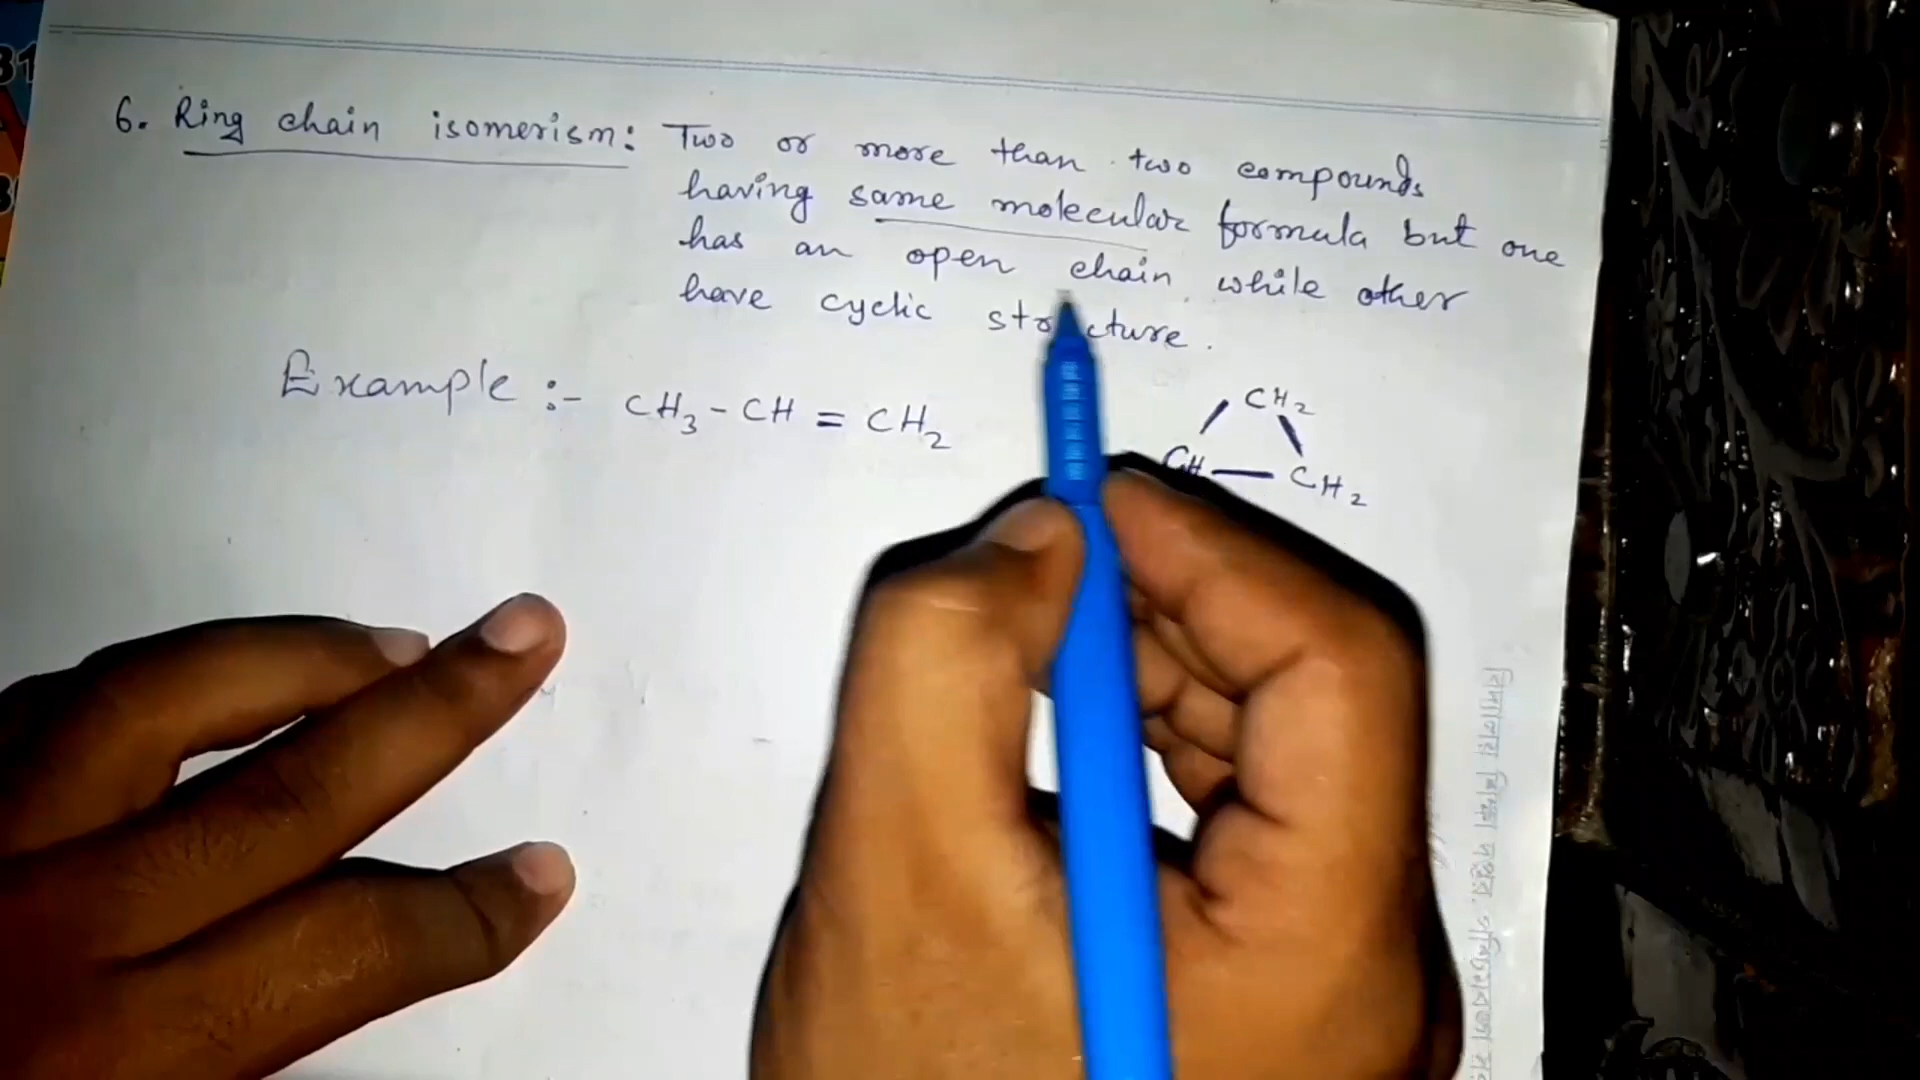 6. Ring chain isomerism: Two or more than two compounds
having same molecular formula but one
has an open chain while other
have cyclic structure.
Example :- CH3 - CH = CH2
CH2
CH — CH2